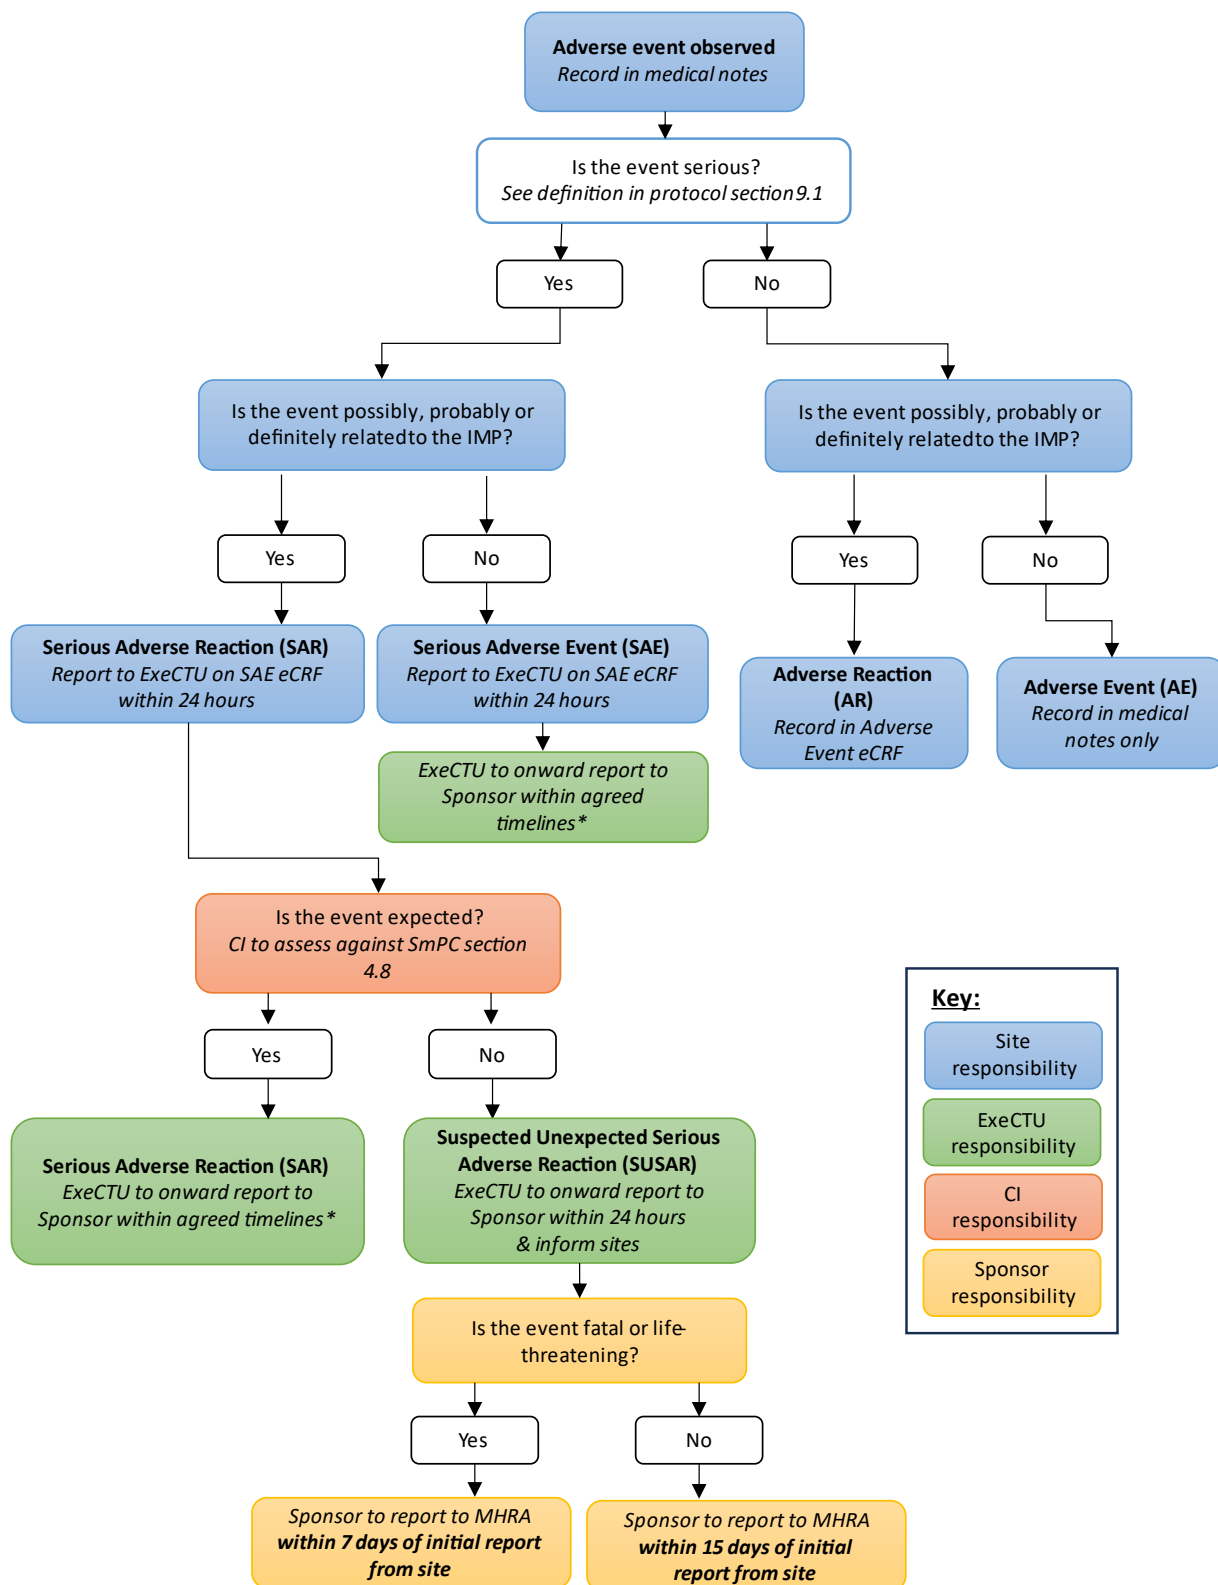 Adverse event observed
Record in medical notes
Is the event serious?
See definition in protocol section 9.1
Yes
No
Is the event possibly, probably or
definitely related to the IMP?
Is the event possibly, probably or
definitely related to the IMP?
Yes
No
Yes
No
Serious Adverse Reaction (SAR)
Report to ExeCTU on SAE eCRF
within 24 hours
Serious Adverse Event (SAE)
Report to ExeCTU on SAE eCRF
within 24 hours
Adverse Reaction
(AR)
Record in Adverse
Event eCRF
Adverse Event (AE)
Record in medical
notes only
ExeCTU to onward report to
Sponsor within agreed
timelines*
Is the event expected?
CI to assess against SmPC section
4.8
Yes
No
Serious Adverse Reaction (SAR)
ExeCTU to onward report to
Sponsor within agreed timelines*
Suspected Unexpected Serious
Adverse Reaction (SUSAR)
ExeCTU to onward report to
Sponsor within 24 hours
& inform sites
Key:
Site
responsibility
ExeCTU
responsibility
CI
responsibility
Sponsor
responsibility
Is the event fatal or life-
threatening?
Yes
No
Sponsor to report to MHRA
within 7 days of initial report
from site
Sponsor to report to MHRA
within 15 days of initial
report from site